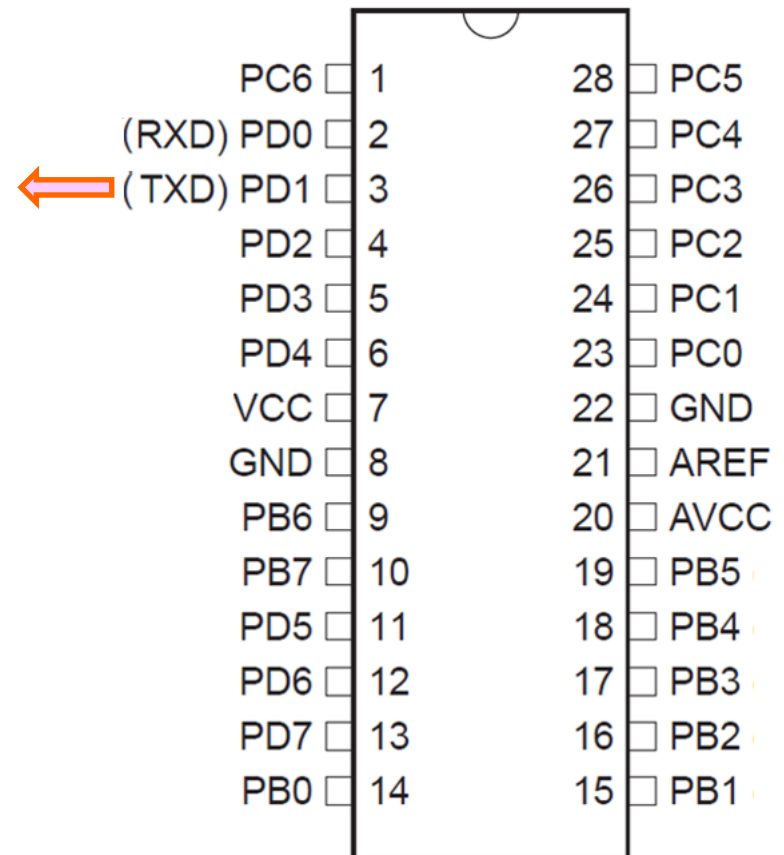 PC6 1 28 PC5
(RXD) PD0 2 27 PC4
(TXD) PD1 3 26 PC3
PD2 4 25 PC2
PD3 5 24 PC1
PD4 6 23 PC0
VCC 7 22 GND
GND 8 21 AREF
PB6 9 20 AVCC
PB7 10 19 PB5
PD5 11 18 PB4
PD6 12 17 PB3
PD7 13 16 PB2
PB0 14 15 PB1